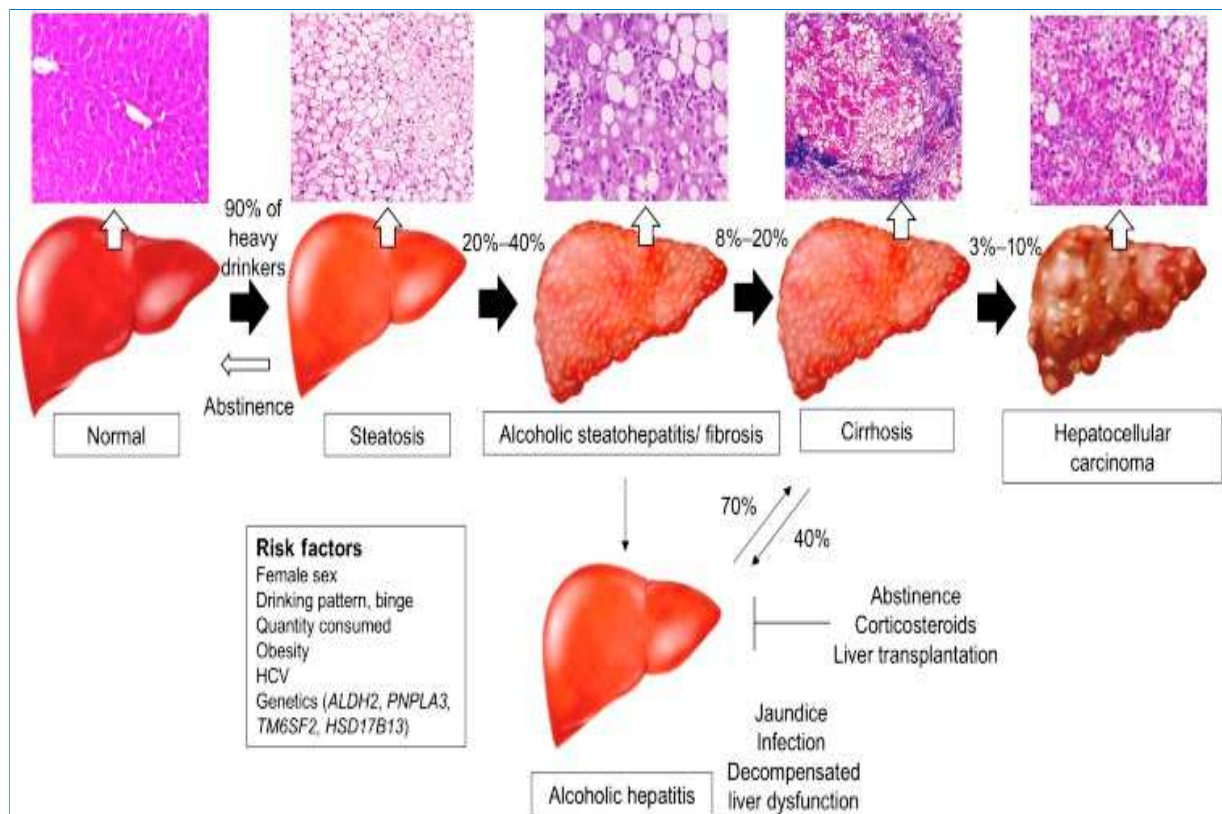 90% of
heavy
drinkers
20%–40%
8%–20%
3%–10%
Abstinence
Normal
Steatosis
Alcoholic steatohepatitis/ fibrosis
Cirrhosis
Hepatocellular
carcinoma
70%
40%
Risk factors
Female sex
Drinking pattern, binge
Quantity consumed
Obesity
HCV
Genetics (ALDH2, PNPLA3,
TM6SF2, HSD17B13)
Abstinence
Corticosteroids
Liver transplantation
Jaundice
Infection
Decompensated
liver dysfunction
Alcoholic hepatitis